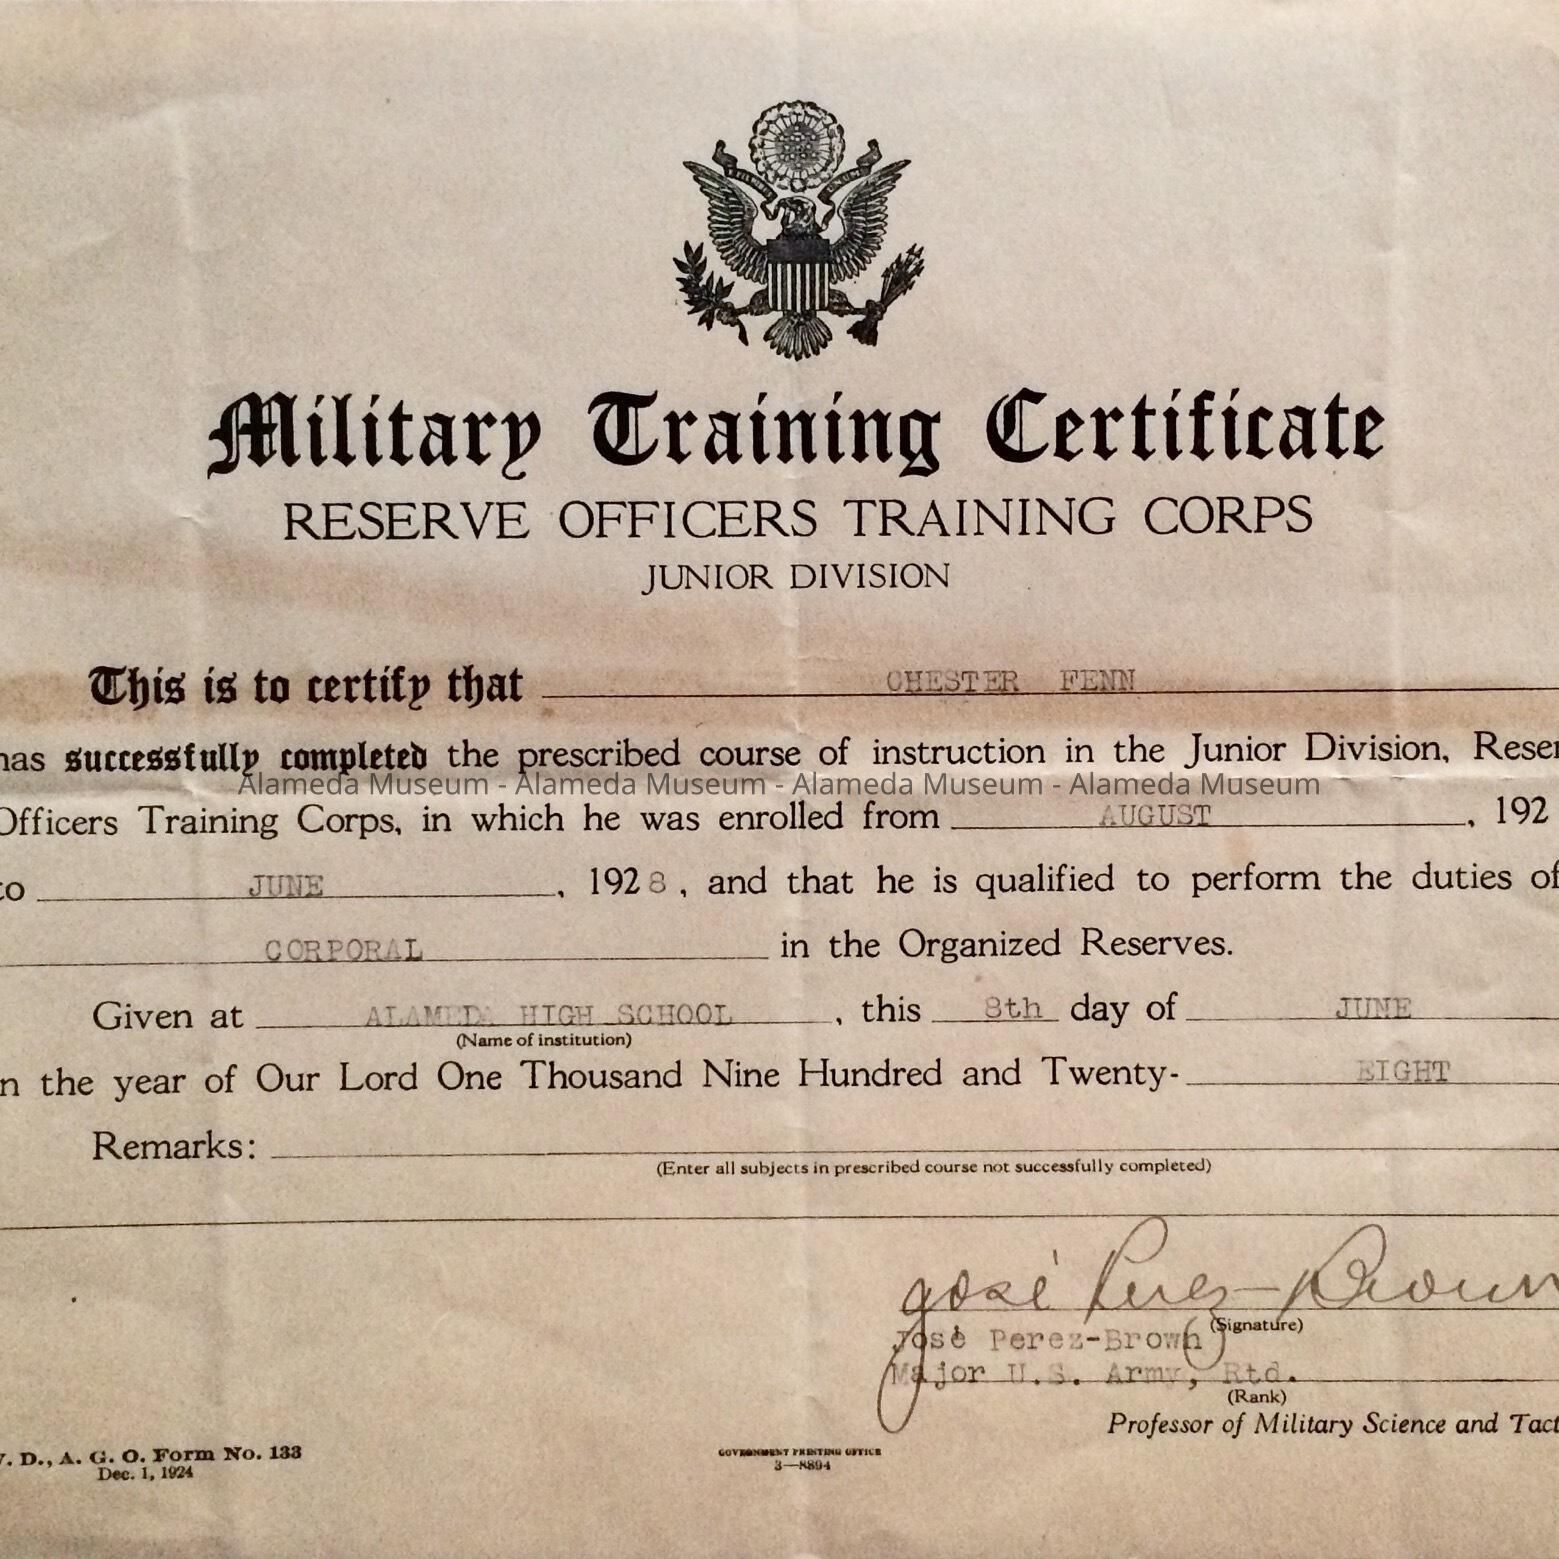 Military Training Certificate
RESERVE OFFICERS TRAINING CORPS
JUNIOR DIVISION
This is to certify that CHESTER FENN
has successfully completed the prescribed course of instruction in the Junior Division, Reser
Alameda Museum - Alameda Museum - Alameda Museum - Alameda Museum
Officers Training Corps, in which he was enrolled from AUGUST, 192
to JUNE, 1928, and that he is qualified to perform the duties of
CORPORAL in the Organized Reserves.
Given at ALAMEDA HIGH SCHOOL, this 8th day of JUNE
(Name of institution)
n the year of Our Lord One Thousand Nine Hundred and Twenty-EIGHT
Remarks:
(Enter all subjects in prescribed course not successfully completed)
José Perez-Brown
(Signature)
José Perez-Brown
Major U.S. Army, Rtd.
(Rank)
Professor of Military Science and Tact
W. D., A. G. O. Form No. 133
Dec. 1, 1924
GOVERNMENT PRINTING OFFICE
3—8894